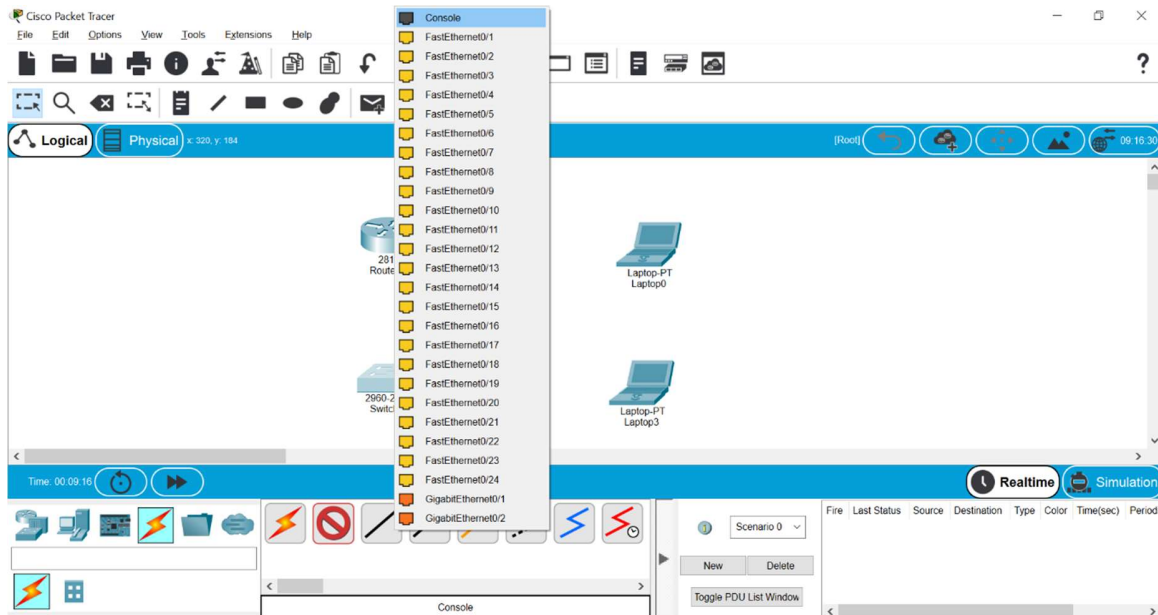 Cisco Packet Tracer
File Edit Options View Tools Extensions Help
Logical
Physical
x: 320, y: 184
[Root]
09:16:30
Console
FastEthernet0/1
FastEthernet0/2
FastEthernet0/3
FastEthernet0/4
FastEthernet0/5
FastEthernet0/6
FastEthernet0/7
FastEthernet0/8
FastEthernet0/9
FastEthernet0/10
FastEthernet0/11
FastEthernet0/12
FastEthernet0/13
FastEthernet0/14
FastEthernet0/15
FastEthernet0/16
FastEthernet0/17
FastEthernet0/18
FastEthernet0/19
FastEthernet0/20
FastEthernet0/21
FastEthernet0/22
FastEthernet0/23
FastEthernet0/24
GigabitEthernet0/1
GigabitEthernet0/2
281
Route
Laptop-PT
Laptop0
2960-2
Switc
Laptop-PT
Laptop3
Time: 00:09:16
Realtime
Simulation
Scenario 0
New
Delete
Toggle PDU List Window
Fire Last Status Source Destination Type Color Time(sec) Period
Console